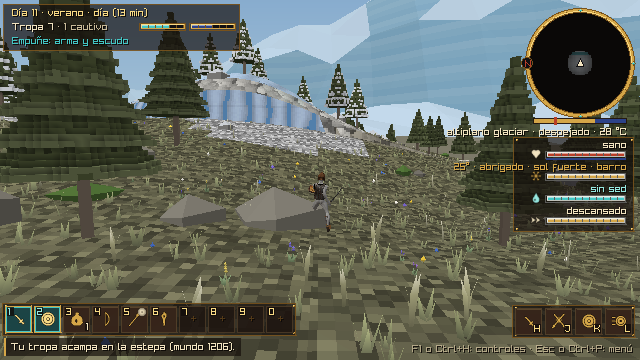 Día 11 · verano · día (13 min)
Tropa 7 · 1 cautivo
Empuñe: arma y escudo
N
altiplano glaciar · despejado · 28 °C
sano
25° abrigado · sol fuerte · barro
sin sed
descansado
1 2 3 4 5 6 7 8 9 0
1
H J K L
Tu tropa acampa en la estepa (mundo 1206).
F1 o Ctrl+H: controles · Esc o Ctrl+P: menú